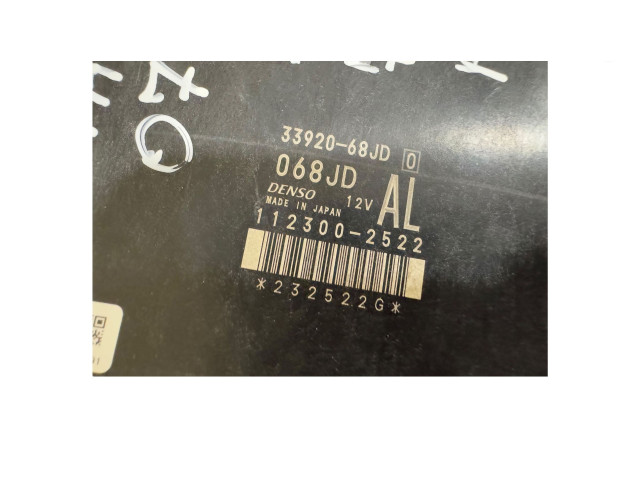 33920-68JD 0
068JD AL
DENSO 12V
MADE IN JAPAN
112300-2522
*232522G*